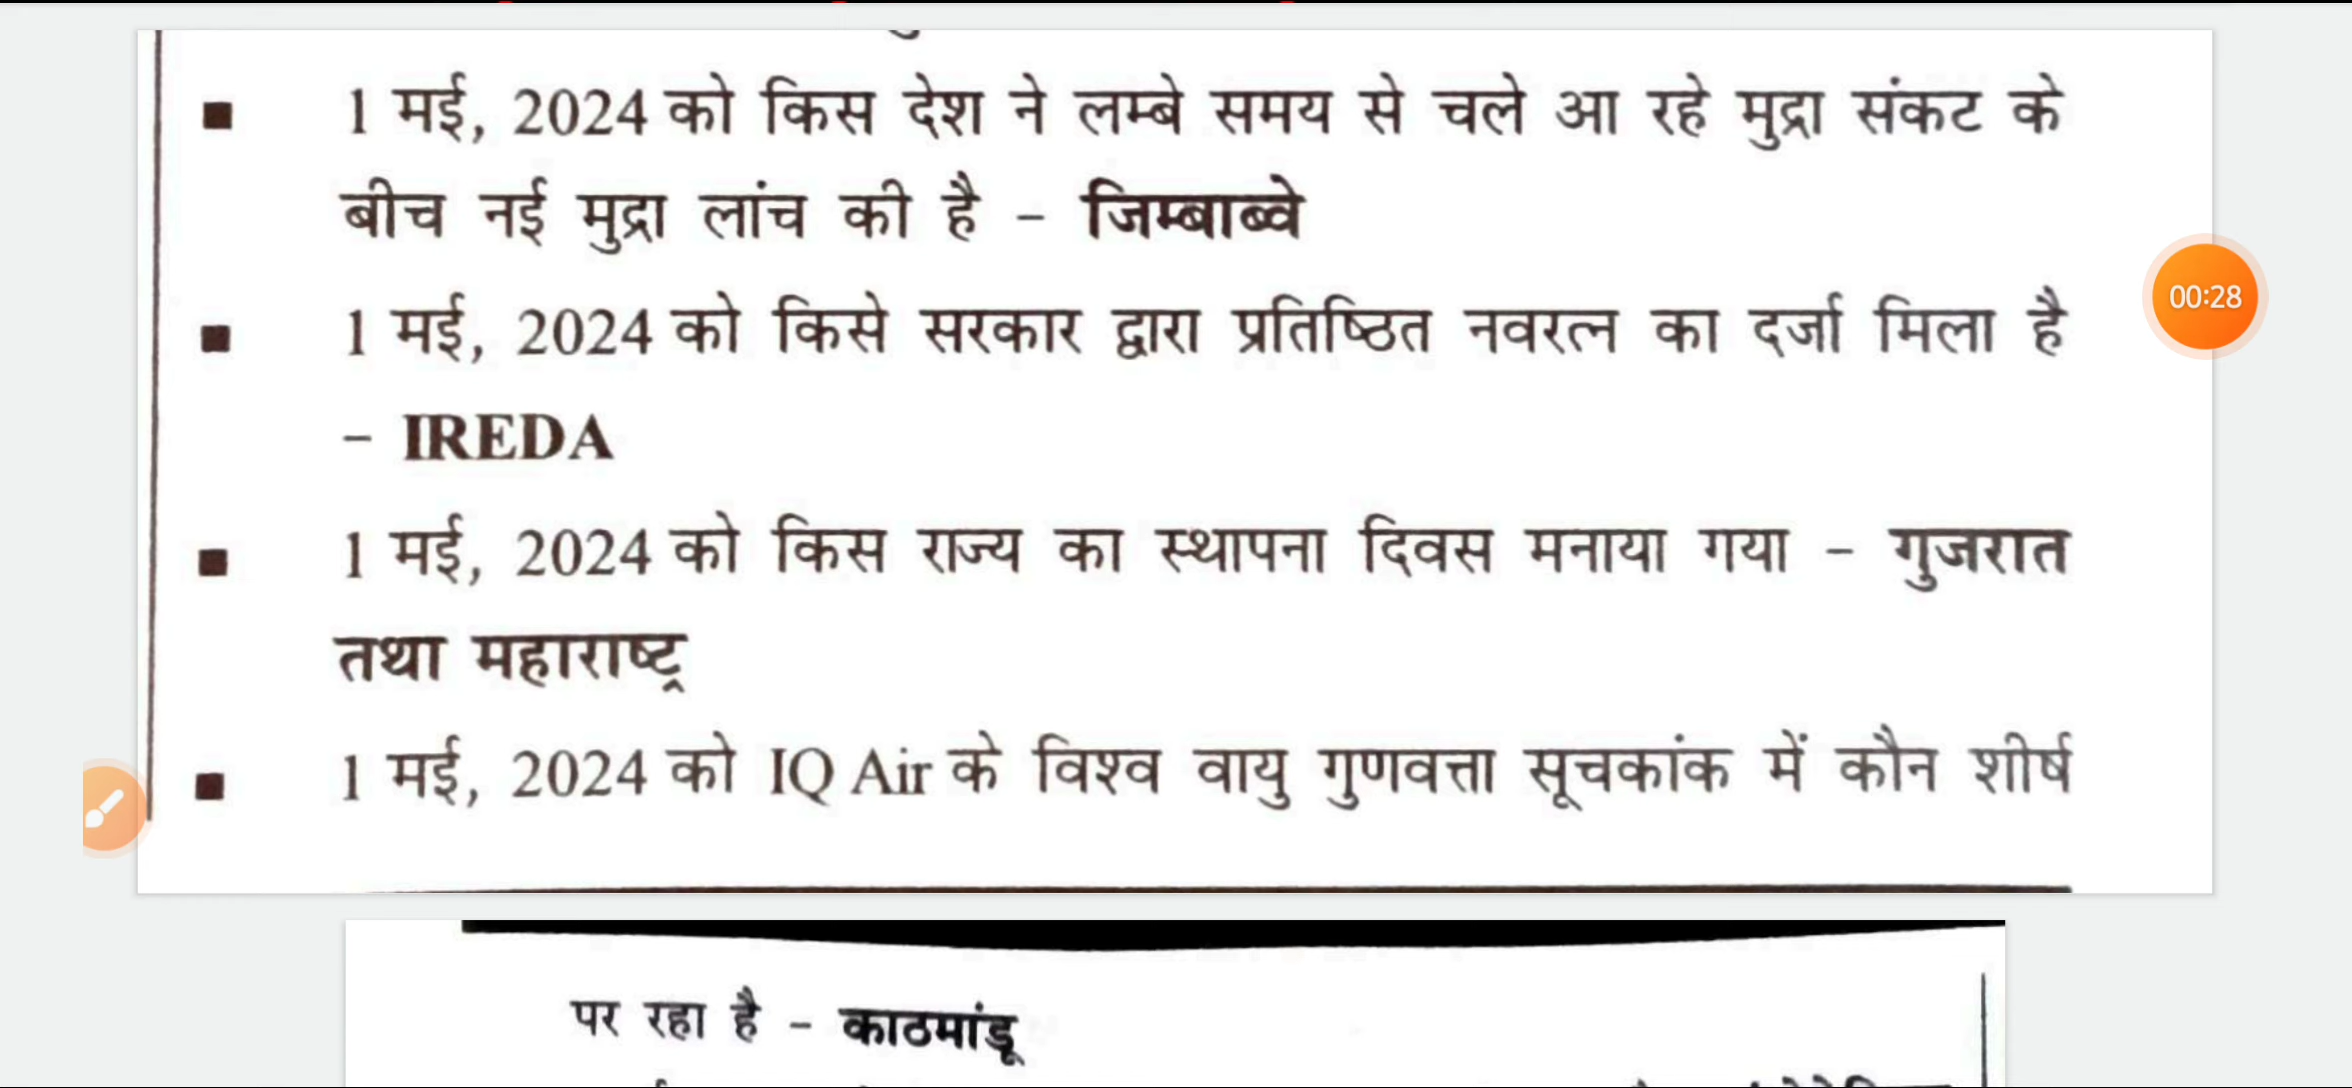 1 मई, 2024 को किस देश ने लम्बे समय से चले आ रहे मुद्रा संकट के
बीच नई मुद्रा लांच की है - जिम्बाब्वे
00:28
1 मई, 2024 को किसे सरकार द्वारा प्रतिष्ठित नवरत्न का दर्जा मिला है
- IREDA
1 मई, 2024 को किस राज्य का स्थापना दिवस मनाया गया - गुजरात
तथा महाराष्ट्र
1 मई, 2024 को IQ Air के विश्व वायु गुणवत्ता सूचकांक में कौन शीर्ष
पर रहा है - काठमांडू